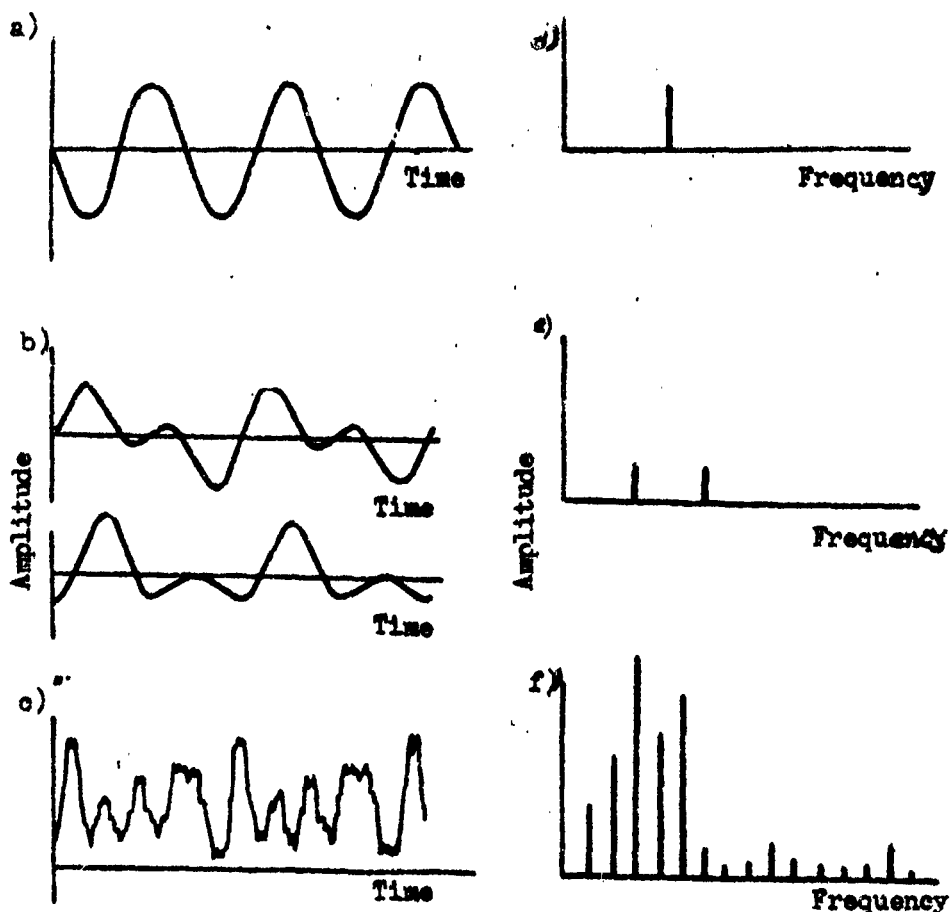 a)
Time
d)
Frequency
b)
Time
Amplitude
Time
e)
Amplitude
Frequency
c)
Time
f)
Frequency